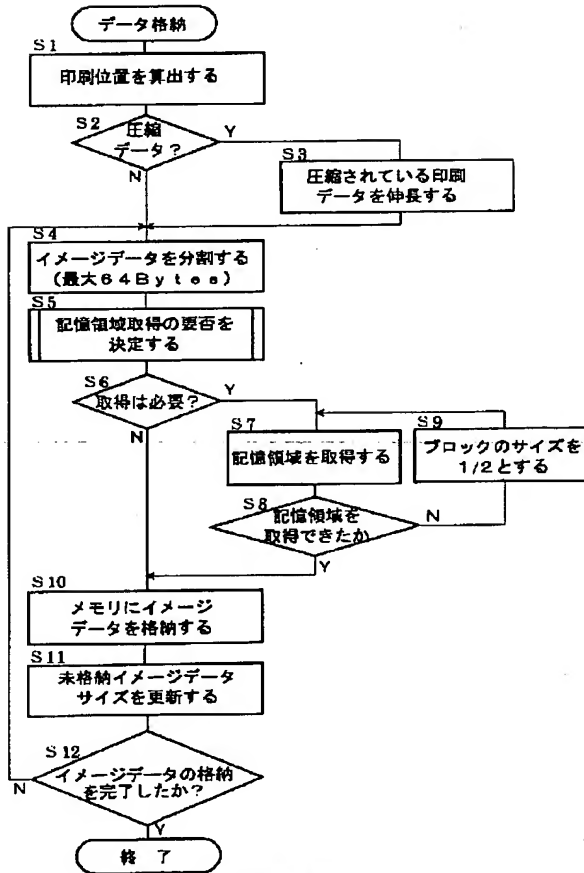 データ格納
S1
印刷位置を算出する
S2
圧縮
データ?
Y
N
S3
圧縮されている印刷
データを伸長する
S4
イメージデータを分割する
(最大64Bytes)
S5
記憶領域取得の要否を
決定する
S6
取得は必要?
Y
N
S7
記憶領域を取得する
S9
ブロックのサイズを
1/2とする
S8
記憶領域を
取得できたか
N
Y
S10
メモリにイメージ
データを格納する
S11
未格納イメージデータ
サイズを更新する
S12
イメージデータの格納
を完了したか?
N
Y
終 了